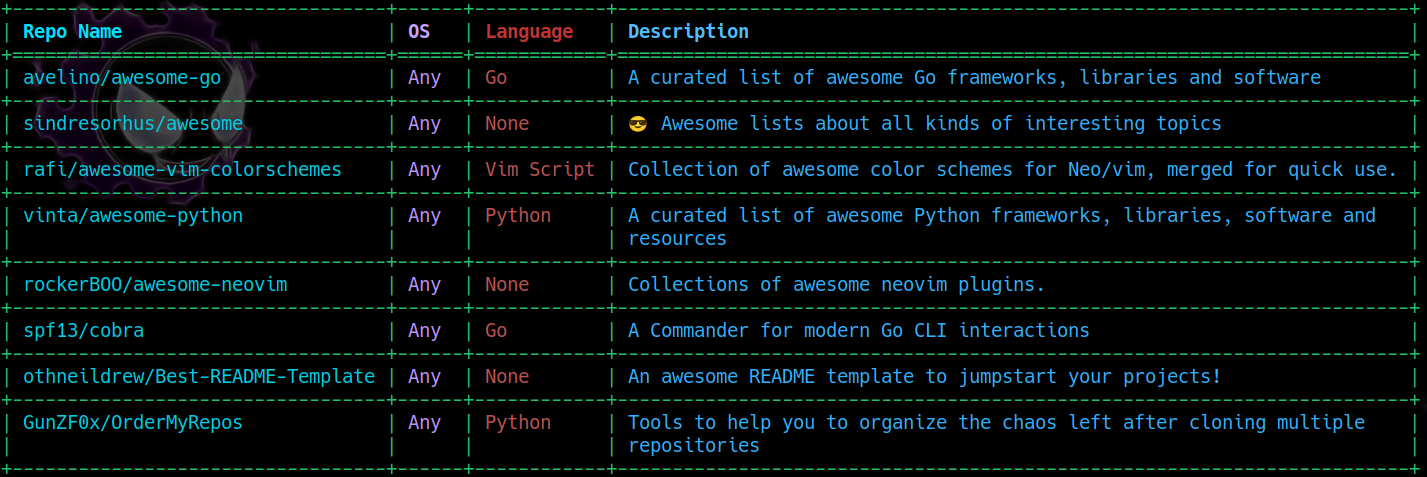 Repo Name | OS | Language | Description
avelino/awesome-go | Any | Go | A curated list of awesome Go frameworks, libraries and software
sindresorhus/awesome | Any | None | 😎 Awesome lists about all kinds of interesting topics
rafi/awesome-vim-colorschemes | Any | Vim Script | Collection of awesome color schemes for Neo/vim, merged for quick use.
vinta/awesome-python | Any | Python | A curated list of awesome Python frameworks, libraries, software and
resources
rockerBOO/awesome-neovim | Any | None | Collections of awesome neovim plugins.
spf13/cobra | Any | Go | A Commander for modern Go CLI interactions
othneildrew/Best-README-Template | Any | None | An awesome README template to jumpstart your projects!
GunZF0x/OrderMyRepos | Any | Python | Tools to help you to organize the chaos left after cloning multiple
repositories